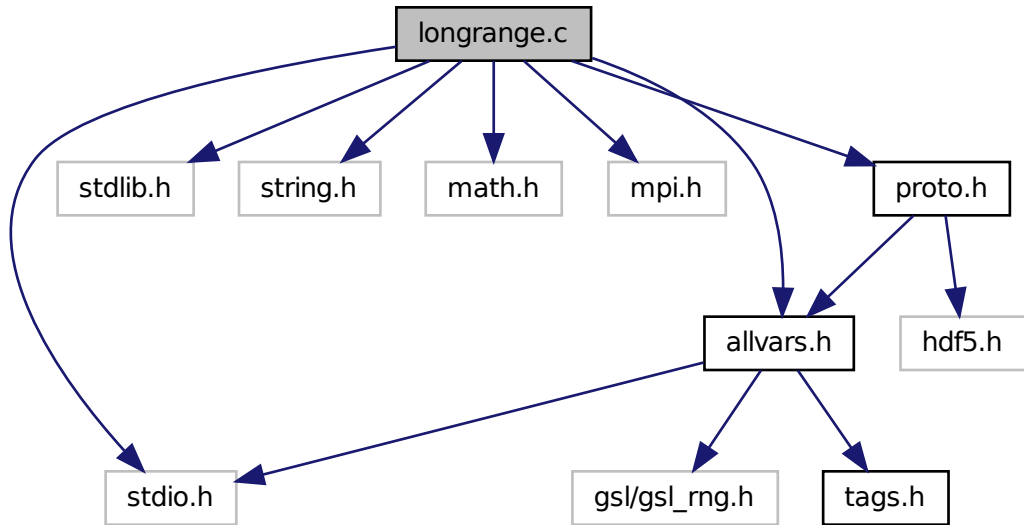 longrange.c
stdlib.h
string.h
math.h
mpi.h
proto.h
allvars.h
hdf5.h
stdio.h
gsl/gsl_rng.h
tags.h